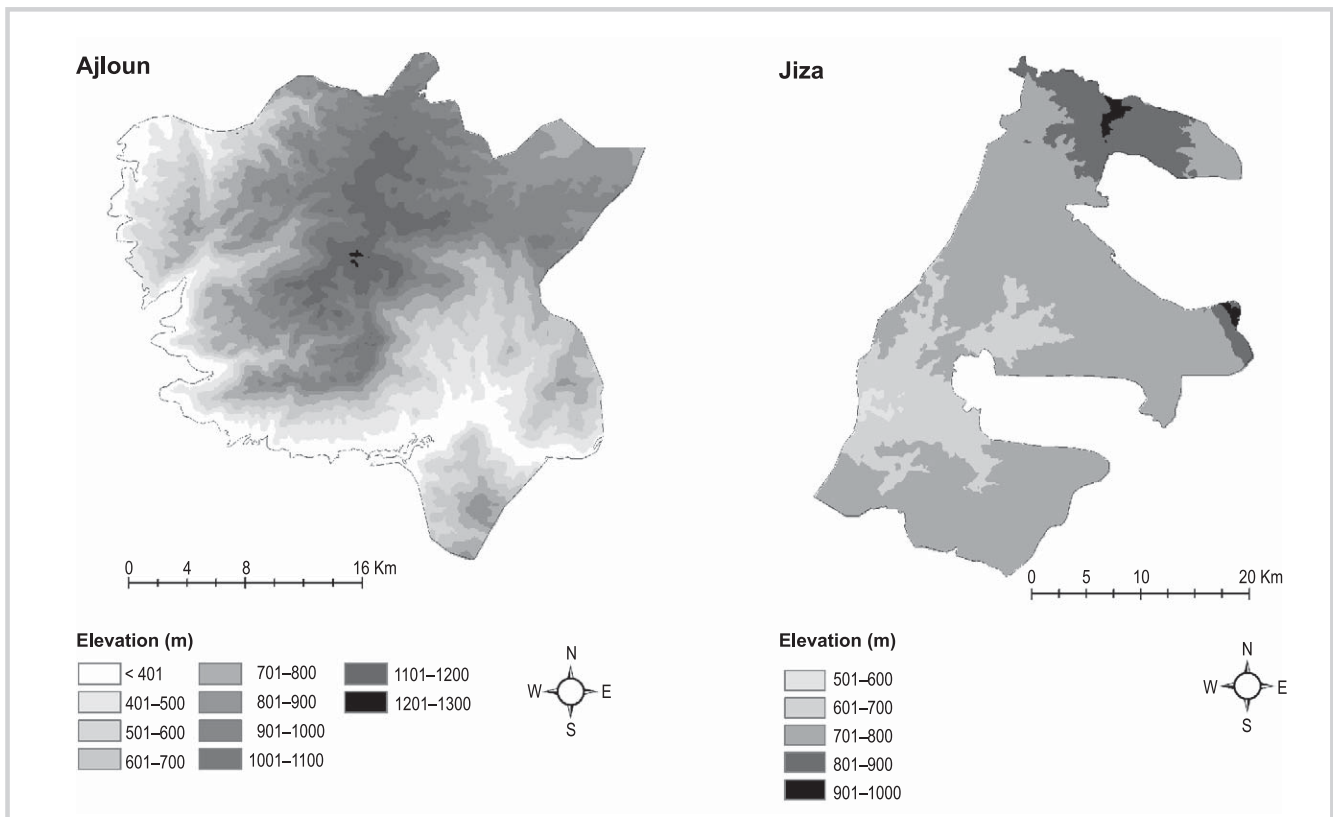 Ajloun
Jiza
0 4 8 16 Km
0 5 10 20 Km
Elevation (m)
< 401
401–500
501–600
601–700
701–800
801–900
901–1000
1001–1100
1101–1200
1201–1300
N
W E
S
Elevation (m)
501–600
601–700
701–800
801–900
901–1000
N
W E
S